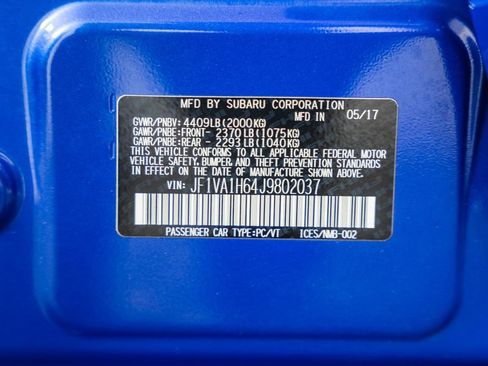 MFD BY SUBARU CORPORATION
GVWR/PNBV: 4409LB(2000KG) MFD IN 05/17
GAWR/PNBE:FRONT- 2370LB(1075KG)
GAWR/PNBE:REAR - 2293LB(1040KG)
THIS VEHICLE CONFORMS TO ALL APPLICABLE FEDERAL MOTOR
VEHICLE SAFETY, BUMPER, AND THEFT PREVENTION STANDARDS
IN EFFECT ON THE DATE OF MANUFACTURE SHOWN ABOVE.
VIN: JF1VA1H64J9802037
PASSENGER CAR TYPE:PC/VT ICES/NMB-002